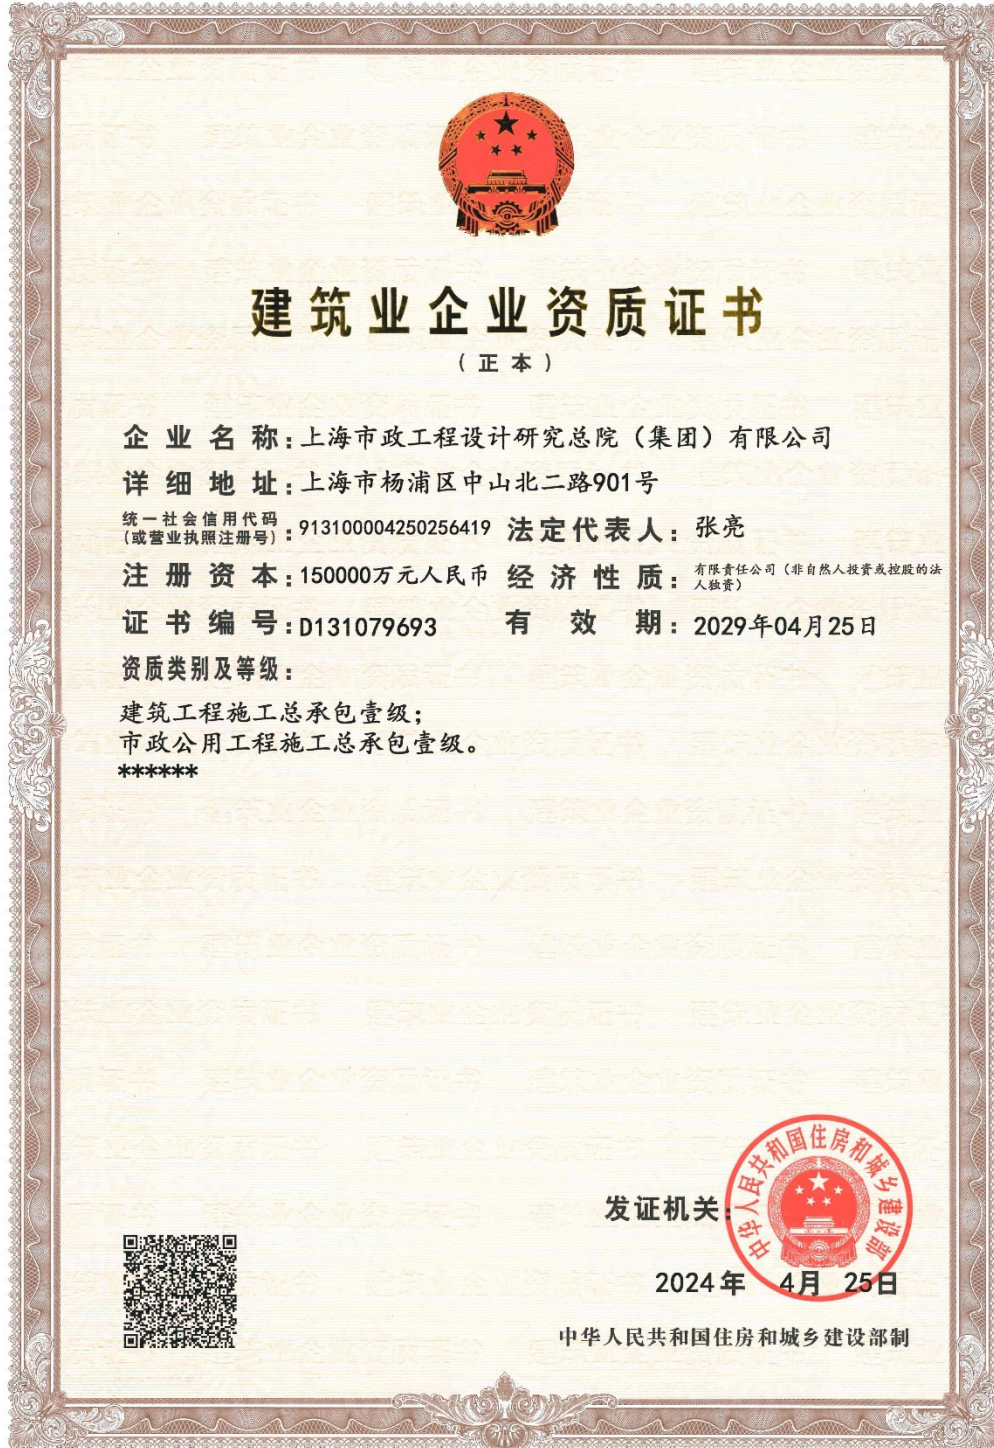 建筑业企业资质证书
（正本）
企业名称：上海市政工程设计研究总院（集团）有限公司
详细地址：上海市杨浦区中山北二路901号
统一社会信用代码
（或营业执照注册号）：913100004250256419 法定代表人：张亮
注册资本：150000万元人民币 经济性质：有限责任公司（非自然人投资或控股的法
人独资）
证书编号：D131079693 有效期：2029年04月25日
资质类别及等级：
建筑工程施工总承包壹级；
市政公用工程施工总承包壹级。
******
中华人民共和国住房和城乡建设部
发证机关：
2024年 4月 25日
中华人民共和国住房和城乡建设部制